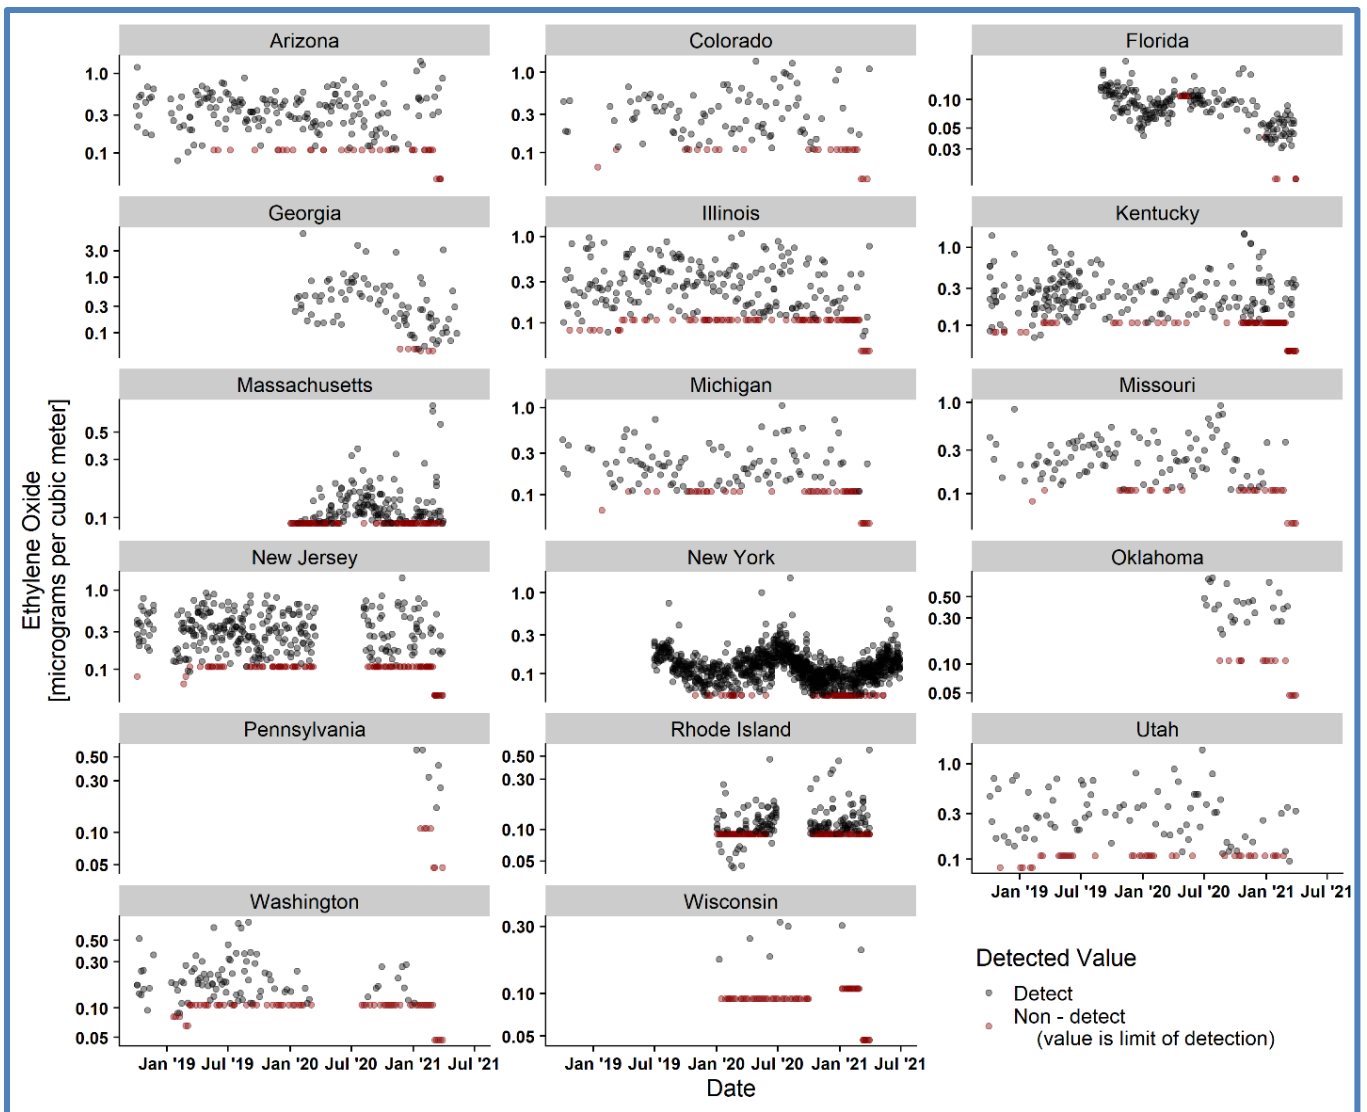 Arizona
Colorado
Florida
1.0
0.3
0.1
1.0
0.3
0.1
0.10
0.05
0.03
Georgia
Illinois
Kentucky
3.0
1.0
0.3
0.1
1.0
0.3
0.1
1.0
0.3
0.1
Massachusetts
Michigan
Missouri
0.5
0.3
0.1
1.0
0.3
0.1
1.0
0.3
0.1
Ethylene Oxide
[micrograms per cubic meter]
New Jersey
New York
Oklahoma
1.0
0.3
0.1
1.0
0.3
0.1
0.50
0.30
0.10
0.05
Pennsylvania
Rhode Island
Utah
0.50
0.30
0.10
0.05
0.50
0.30
0.10
0.05
1.0
0.3
0.1
Jan '19 Jul '19 Jan '20 Jul '20 Jan '21 Jul '21
Washington
Wisconsin
0.50
0.30
0.10
0.05
0.30
0.10
0.05
Jan '19 Jul '19 Jan '20 Jul '20 Jan '21 Jul '21
Jan '19 Jul '19 Jan '20 Jul '20 Jan '21 Jul '21
Date
Detected Value
Detect
Non - detect
(value is limit of detection)